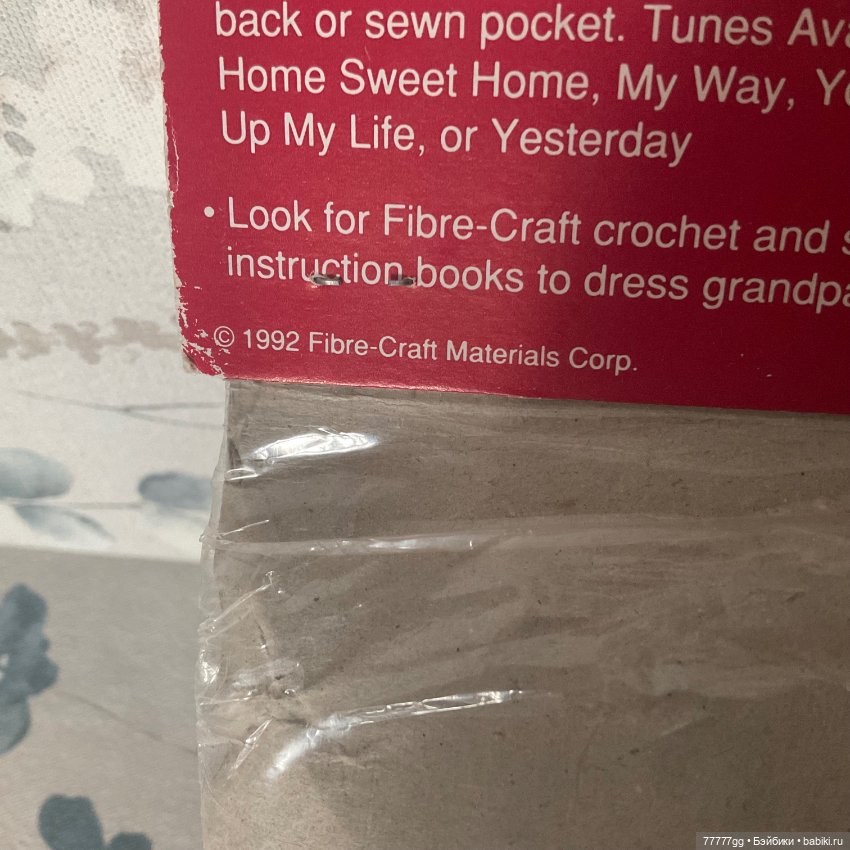 back or sewn pocket. Tunes Ava
Home Sweet Home, My Way, Yo
Up My Life, or Yesterday
• Look for Fibre-Craft crochet and s
instruction books to dress grandpa
© 1992 Fibre-Craft Materials Corp.
77777gg • Бэйбики • babiki.ru